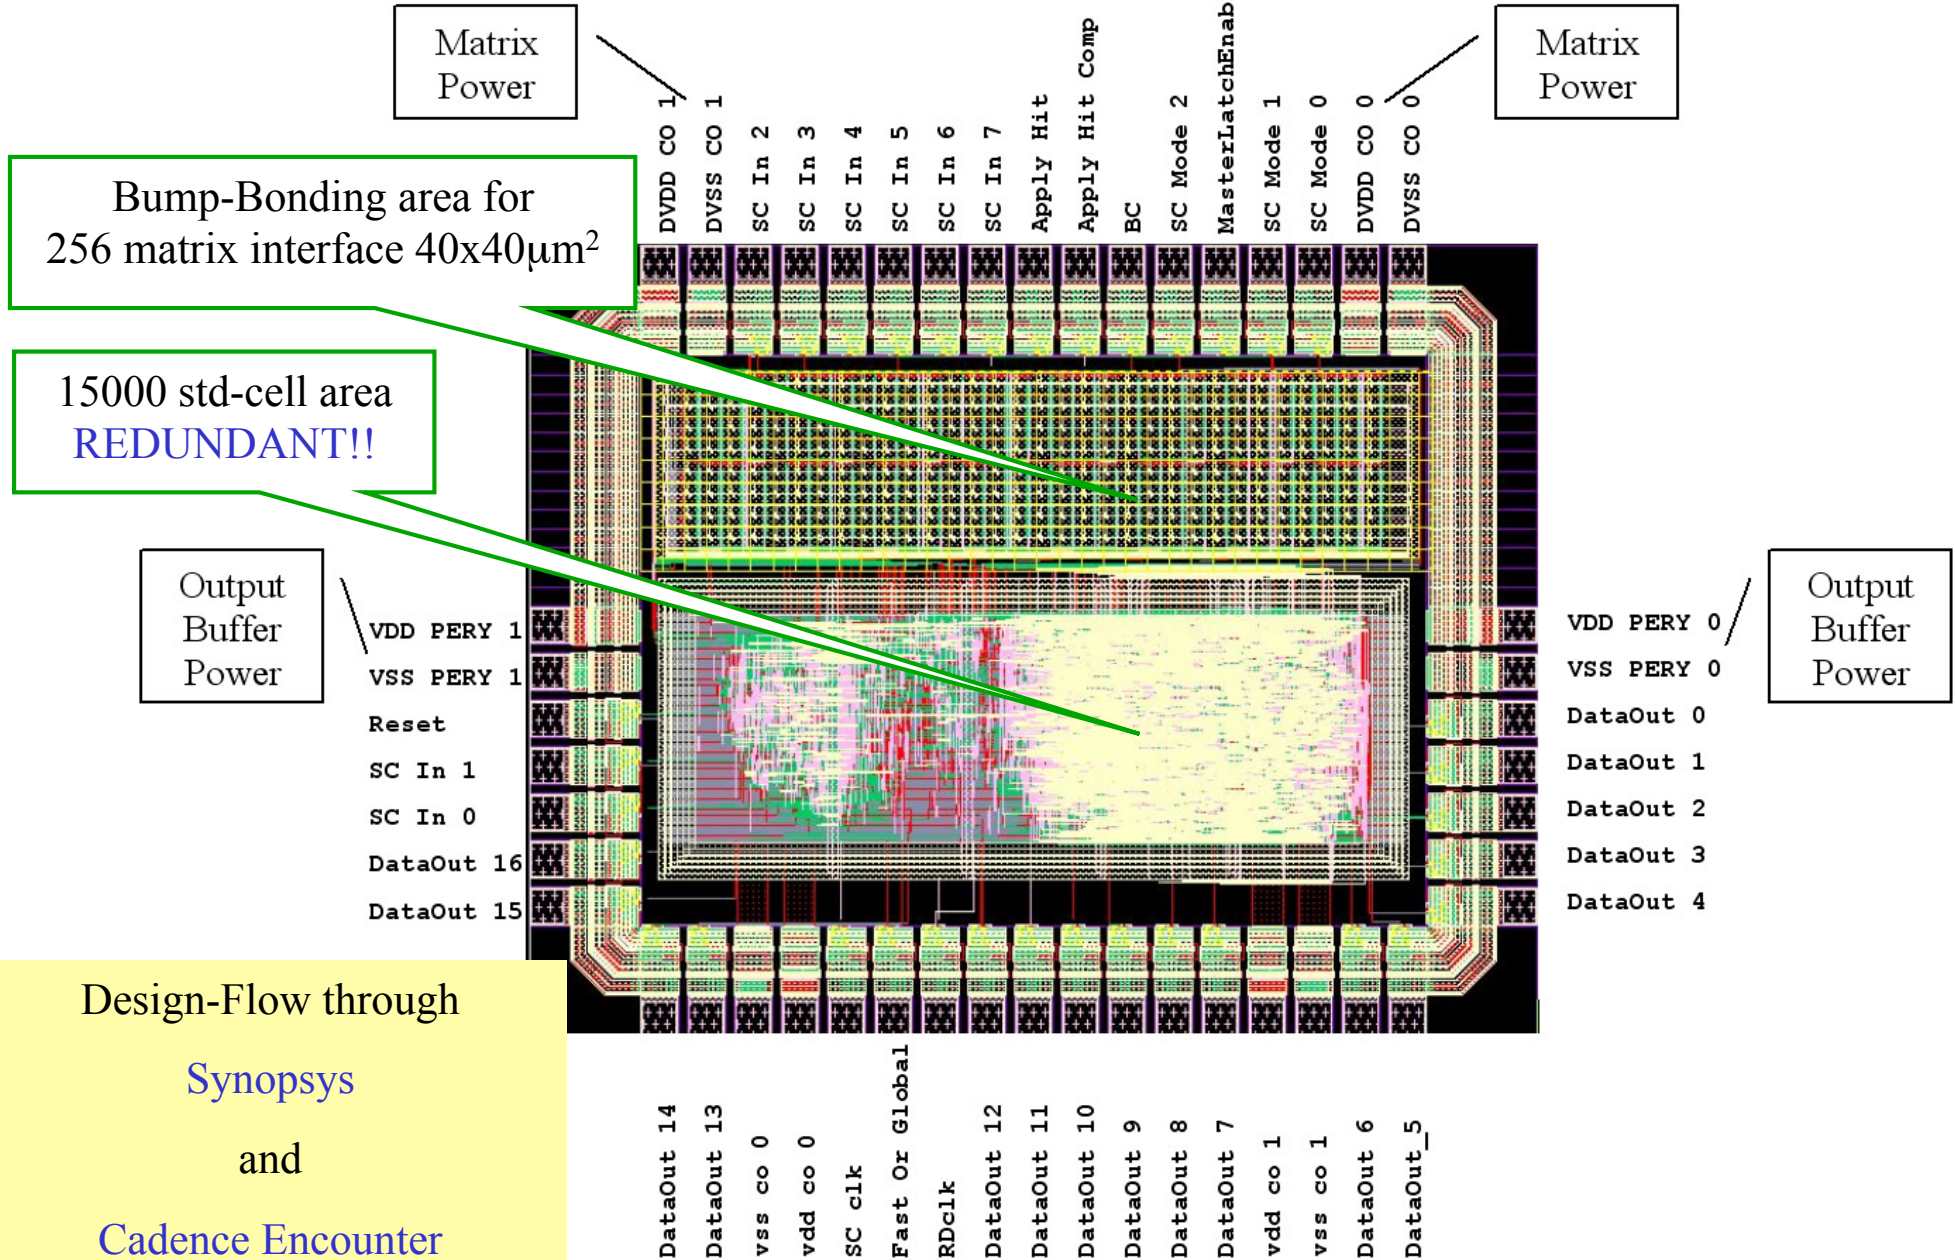 Matrix
Power
DVDD CO 1
DVSS CO 1
SC In 2
SC In 3
SC In 4
SC In 5
SC In 6
SC In 7
Apply Hit
Apply Hit Comp
BC
SC Mode 2
MasterLatchEnab
SC Mode 1
SC Mode 0
DVDD CO 0
DVSS CO 0
Matrix
Power
Bump-Bonding area for
256 matrix interface 40x40μm²
15000 std-cell area
REDUNDANT!!
Output
Buffer
Power
VDD PERY 1
VSS PERY 1
Reset
SC In 1
SC In 0
DataOut 16
DataOut 15
VDD PERY 0
VSS PERY 0
DataOut 0
DataOut 1
DataOut 2
DataOut 3
DataOut 4
Output
Buffer
Power
Design-Flow through
Synopsys
and
Cadence Encounter
DataOut 14
DataOut 13
vss co 0
vdd co 0
SC clk
Fast Or Global
RDclk
DataOut 12
DataOut 11
DataOut 10
DataOut 9
DataOut 8
DataOut 7
vdd co 1
vss co 1
DataOut 6
DataOut_5